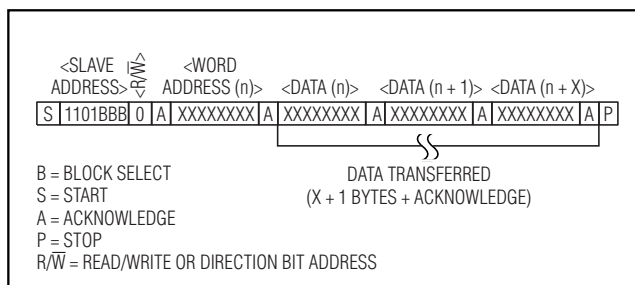 <SLAVE ADDRESS> <R/W̅> <WORD ADDRESS (n)> <DATA (n)> <DATA (n + 1)> <DATA (n + X)>
S 1101BBB 0 A XXXXXXXX A XXXXXXXX A XXXXXXXX A XXXXXXXX A P
DATA TRANSFERRED
(X + 1 BYTES + ACKNOWLEDGE)
B = BLOCK SELECT
S = START
A = ACKNOWLEDGE
P = STOP
R/W̅ = READ/WRITE OR DIRECTION BIT ADDRESS